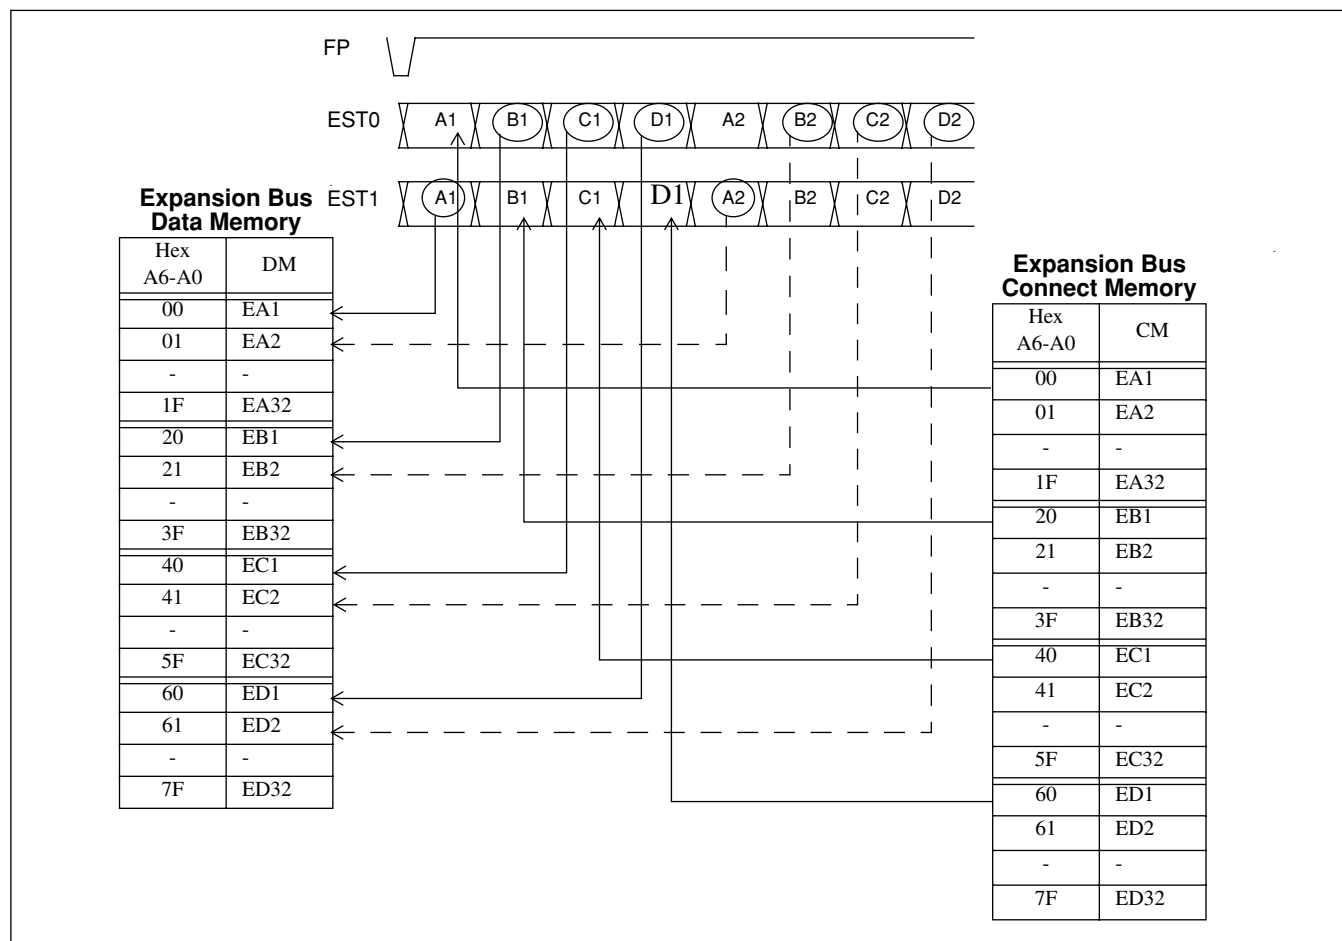 FP
EST0 A1 B1 C1 D1 A2 B2 C2 D2
EST1 A1 B1 C1 D1 A2 B2 C2 D2
Expansion Bus
Data Memory
Hex
A6-A0 DM
00 EA1
01 EA2
- -
1F EA32
20 EB1
21 EB2
- -
3F EB32
40 EC1
41 EC2
- -
5F EC32
60 ED1
61 ED2
- -
7F ED32
Expansion Bus
Connect Memory
Hex
A6-A0 CM
00 EA1
01 EA2
- -
1F EA32
20 EB1
21 EB2
- -
3F EB32
40 EC1
41 EC2
- -
5F EC32
60 ED1
61 ED2
- -
7F ED32